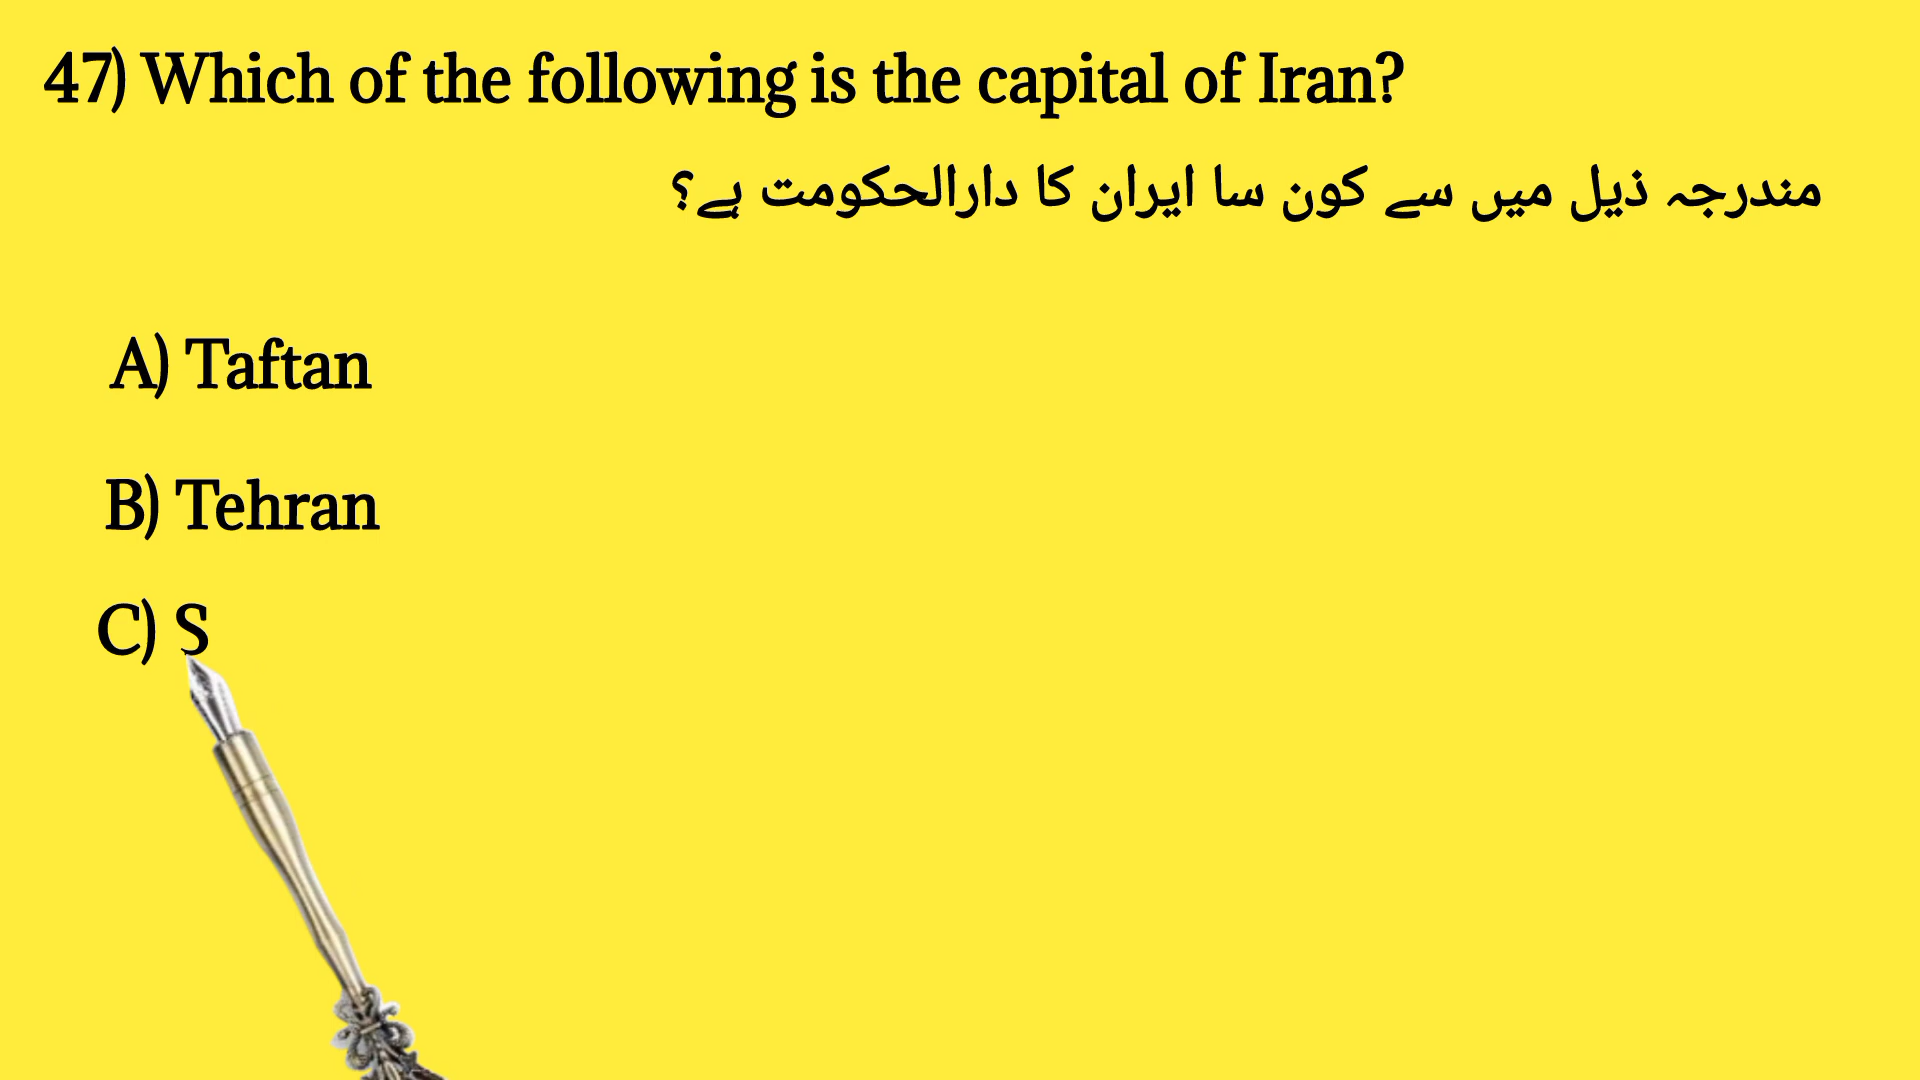 47) Which of the following is the capital of Iran?
مندرجہ ذیل میں سے کون سا ایران کا دارالحکومت ہے؟
A) Taftan
B) Tehran
C) S